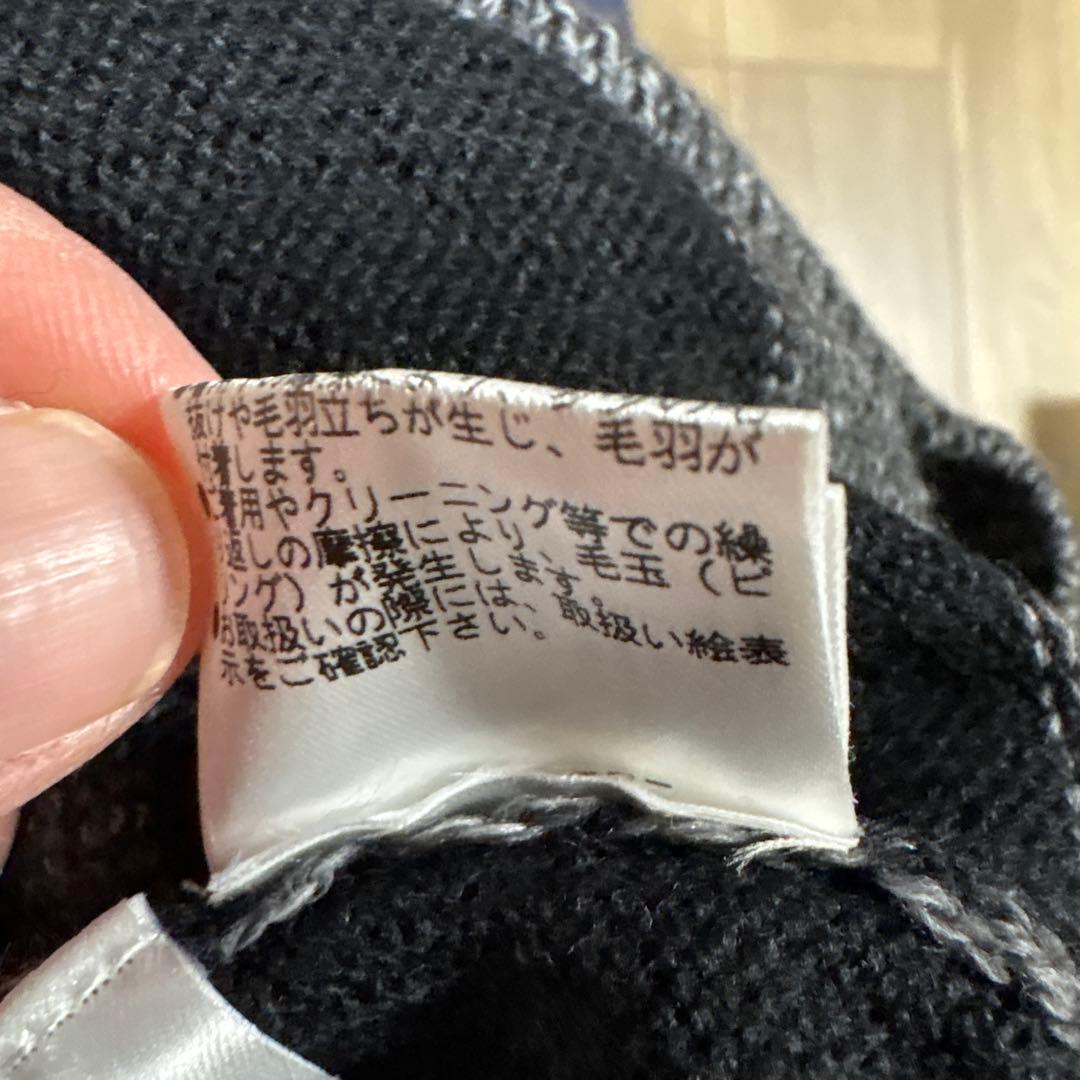 抜けや毛羽立ちが生じ、毛羽が
付着します。
に着用やクリーニング等での繰
返しの摩擦により、毛玉（ピ
ング）が発生します。
お取扱いの際には、取扱い絵表
示をご確認下さい。